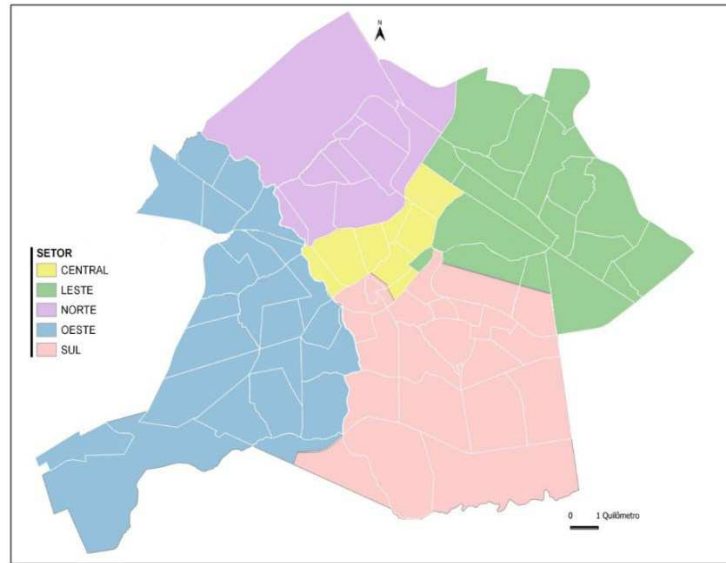 N
SETOR
CENTRAL
LESTE
NORTE
OESTE
SUL
0 1 Quilômetro